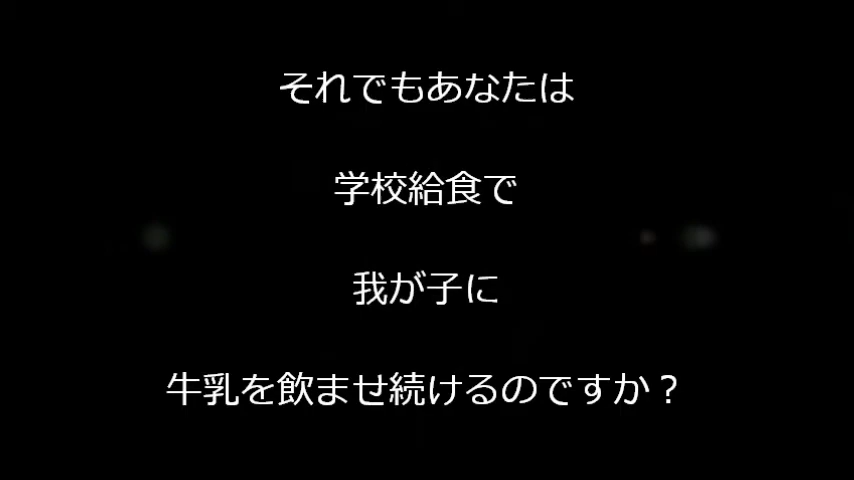 それでもあなたは
学校給食で
我が子に
牛乳を飲ませ続けるのですか？